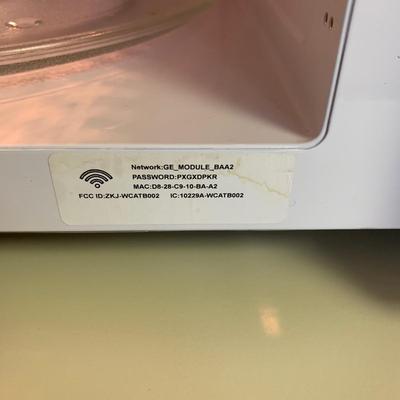 Network:GE_MODULE_BAA2
PASSWORD:PXGXDPKR
MAC:D8-28-C9-10-BA-A2
FCC ID:ZKJ-WCATB002 IC:10229A-WCATB002